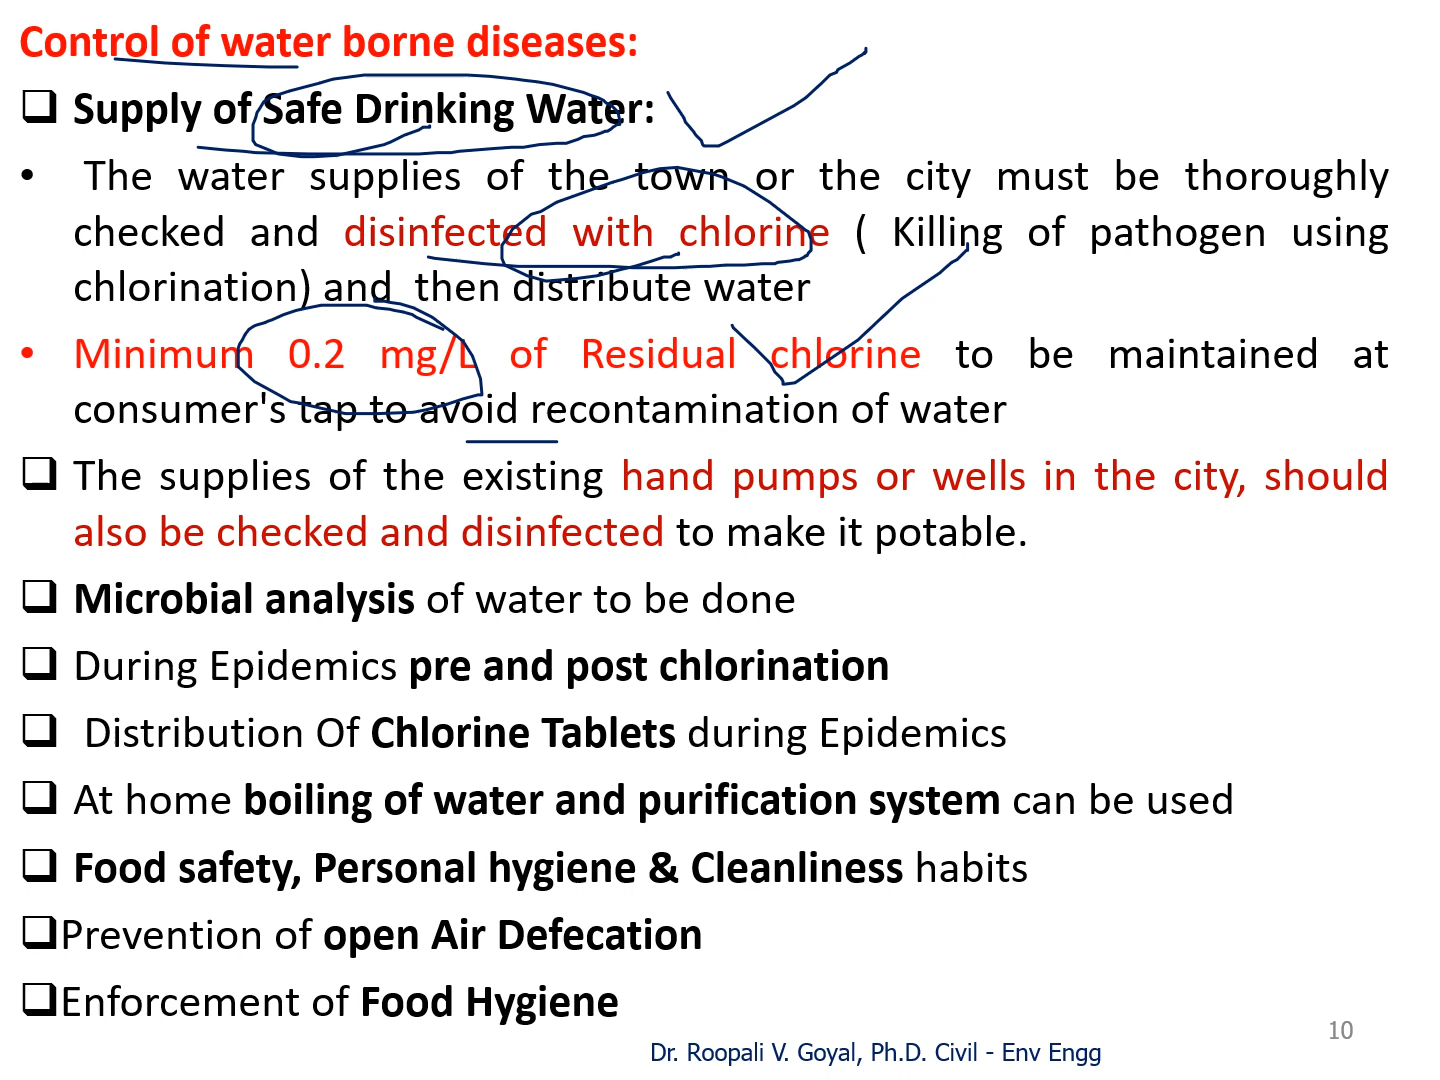 Control of water borne diseases:
❑ Supply of Safe Drinking Water:
• The water supplies of the town or the city must be thoroughly
checked and disinfected with chlorine ( Killing of pathogen using
chlorination) and then distribute water
• Minimum 0.2 mg/L of Residual chlorine to be maintained at
consumer's tap to avoid recontamination of water
❑ The supplies of the existing hand pumps or wells in the city, should
also be checked and disinfected to make it potable.
❑ Microbial analysis of water to be done
❑ During Epidemics pre and post chlorination
❑ Distribution Of Chlorine Tablets during Epidemics
❑ At home boiling of water and purification system can be used
❑ Food safety, Personal hygiene & Cleanliness habits
❑Prevention of open Air Defecation
❑Enforcement of Food Hygiene
10
Dr. Roopali V. Goyal, Ph.D. Civil - Env Engg